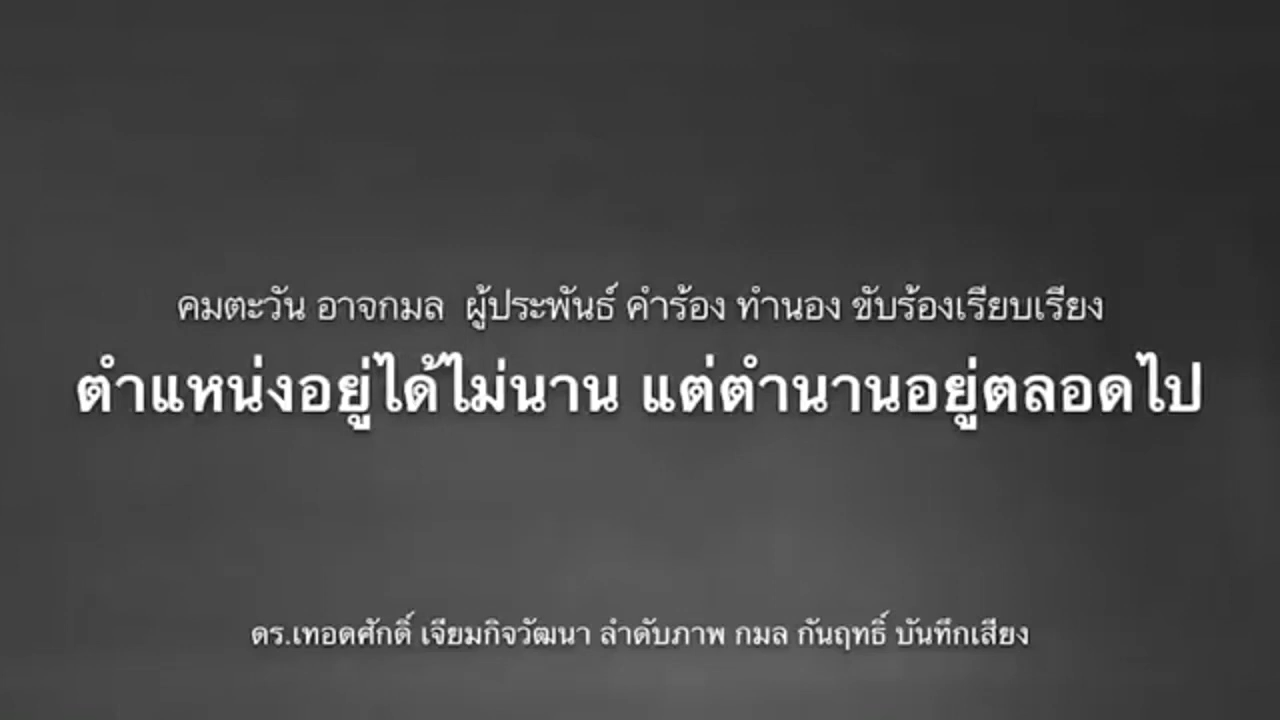 คมตะวัน อาจกมล ผู้ประพันธ์ คำร้อง ทำนอง ขับร้องเรียบเรียง
ตำแหน่งอยู่ได้ไม่นาน แต่ตำนานอยู่ตลอดไป
ดร.เทอดศักดิ์ เจียมกิจวัฒนา ลำดับภาพ กมล กันฤทธิ์ บันทึกเสียง